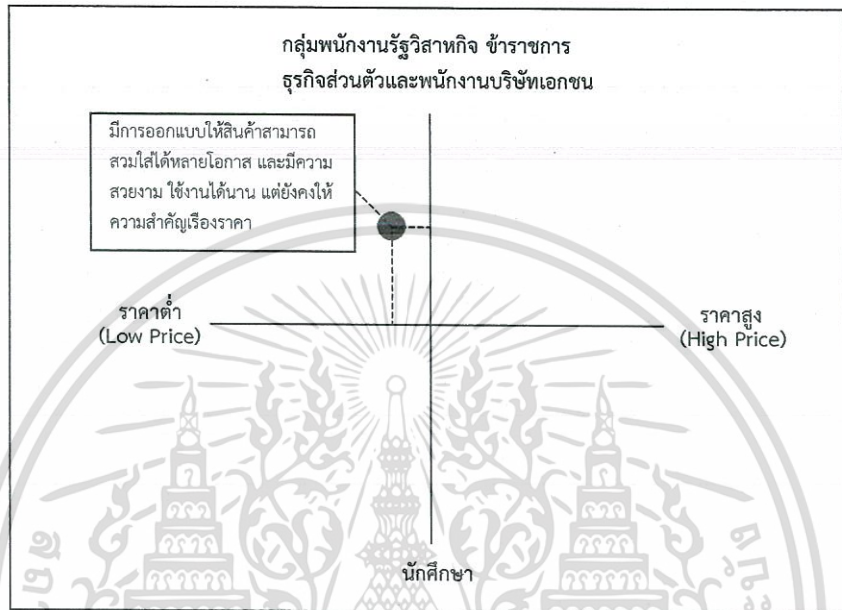 กลุ่มพนักงานรัฐวิสาหกิจ ข้าราชการ
ธุรกิจส่วนตัวและพนักงานบริษัทเอกชน
มีการออกแบบให้สินค้าสามารถ
สวมใส่ได้หลายโอกาส และมีความ
สวยงาม ใช้งานได้นาน แต่ยังคงให้
ความสำคัญเรื่องราคา
ราคาต่ำ
(Low Price)
ราคาสูง
(High Price)
นักศึกษา